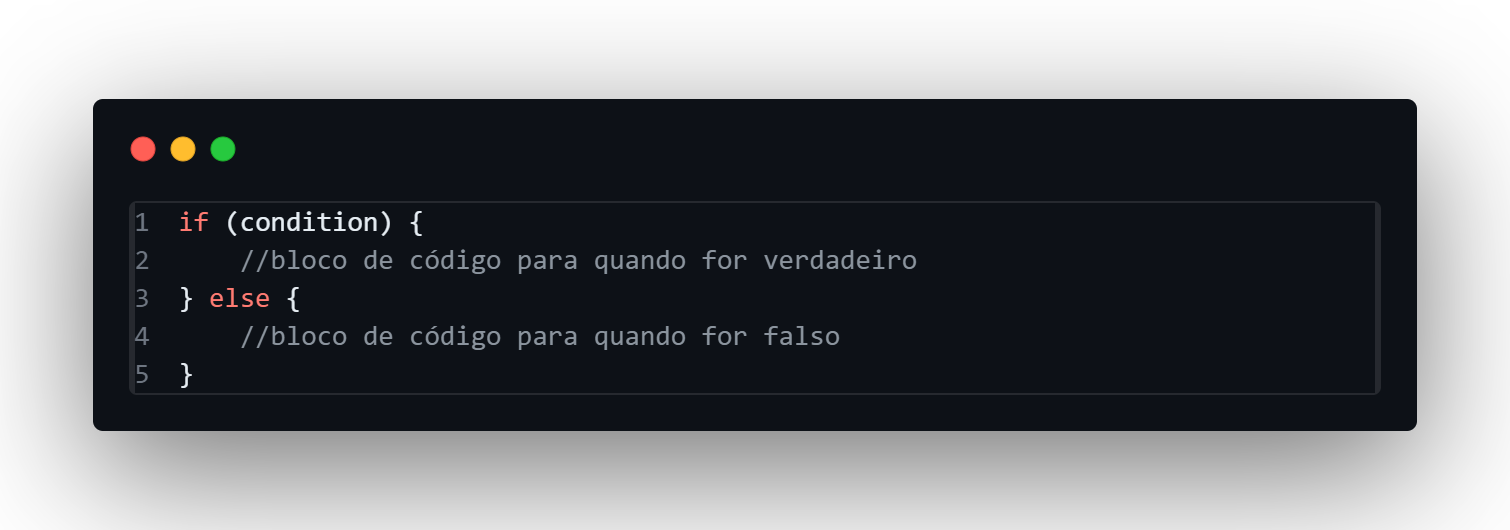 1 if (condition) {
2     //bloco de código para quando for verdadeiro
3 } else {
4     //bloco de código para quando for falso
5 }